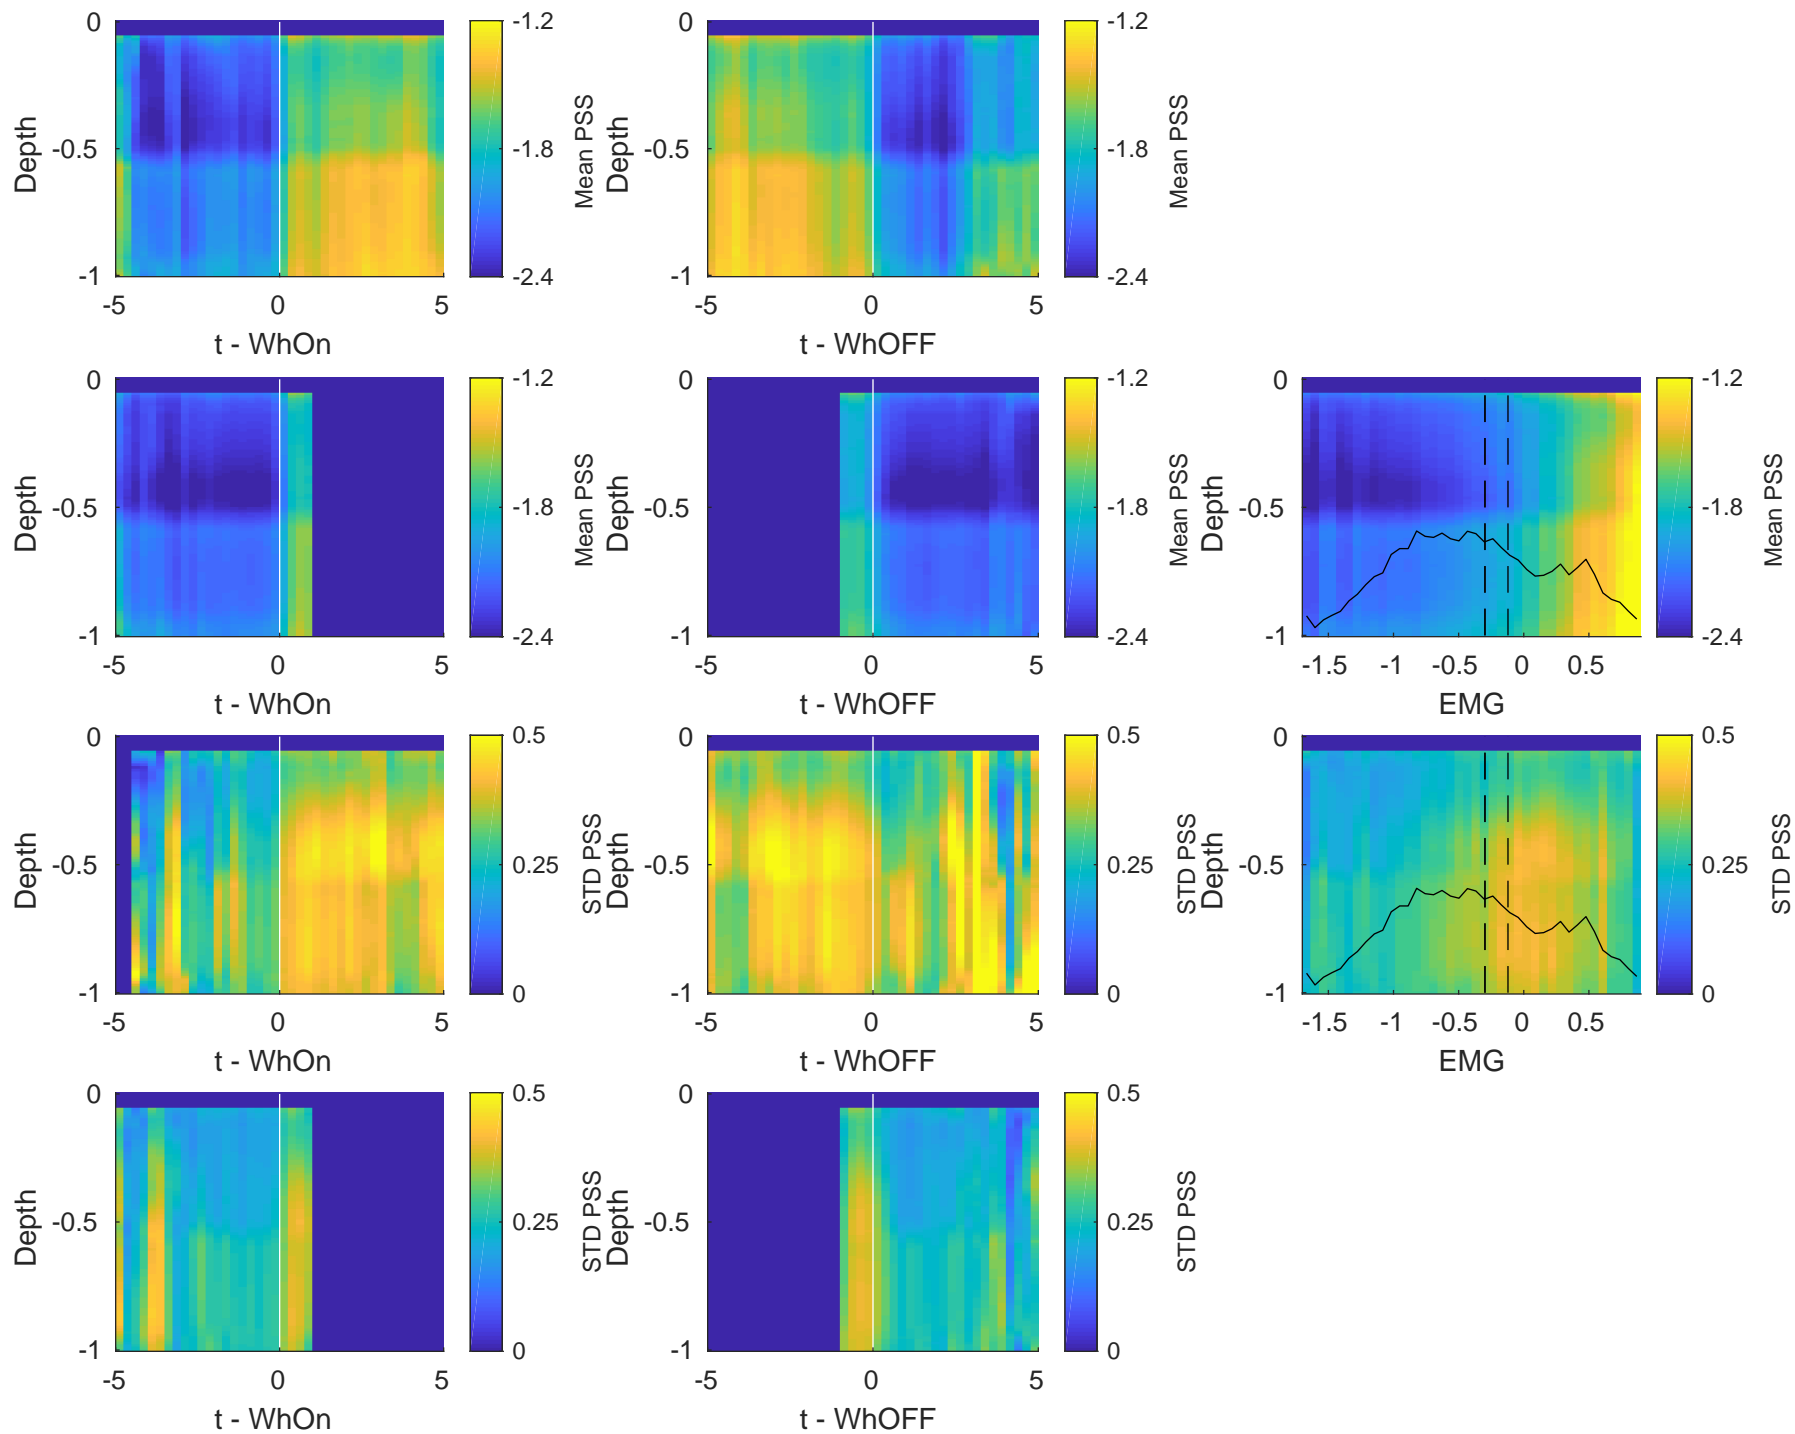 0 -0.5 -1 Depth -5 0 5 t - WhOn -1.2 -1.8 -2.4 Mean PSS
0 -0.5 -1 Depth -5 0 5 t - WhOFF -1.2 -1.8 -2.4 Mean PSS
0 -0.5 -1 Depth -5 0 5 t - WhOn -1.2 -1.8 -2.4 Mean PSS
0 -0.5 -1 Depth -5 0 5 t - WhOFF -1.2 -1.8 -2.4 Mean PSS
0 -0.5 -1 Depth -1.5 -1 -0.5 0 0.5 EMG -1.2 -1.8 -2.4 Mean PSS
0 -0.5 -1 Depth -5 0 5 t - WhOn 0.5 0.25 0 STD PSS
0 -0.5 -1 Depth -5 0 5 t - WhOFF 0.5 0.25 0 STD PSS
0 -0.5 -1 Depth -1.5 -1 -0.5 0 0.5 EMG 0.5 0.25 0 STD PSS
0 -0.5 -1 Depth -5 0 5 t - WhOn 0.5 0.25 0 STD PSS
0 -0.5 -1 Depth -5 0 5 t - WhOFF 0.5 0.25 0 STD PSS